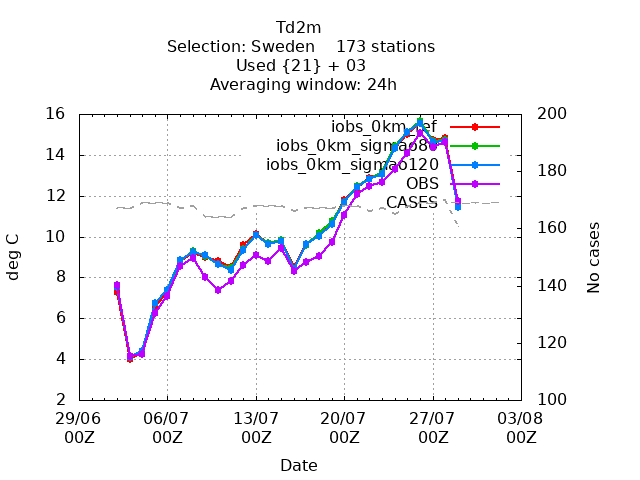 Td2m
Selection: Sweden 173 stations
Used {21} + 03
Averaging window: 24h
16 200
iobs_0km_ref
iobs_0km_sigmao80
14
iobs_0km_sigmao120
180
OBS
12
CASES
160
10
deg C
No cases
8
140
6
120
4
2 100
29/06 06/07 13/07 20/07 27/07 03/08
00Z 00Z 00Z 00Z 00Z 00Z
Date